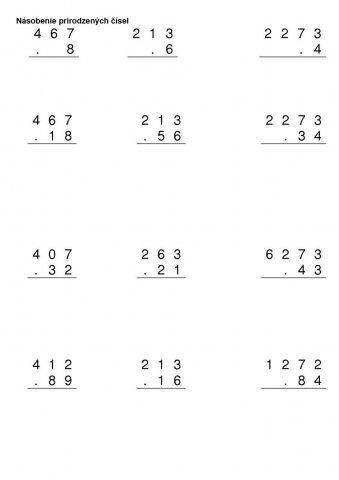 Násobenie prirodzených čísel
4 6 7 2 1 3 2 2 7 3
. 8 . 6 . 4
4 6 7 2 1 3 2 2 7 3
. 1 8 . 5 6 . 3 4
4 0 7 2 6 3 6 2 7 3
. 3 2 . 2 1 . 4 3
4 1 2 2 1 3 1 2 7 2
. 8 9 . 1 6 . 8 4